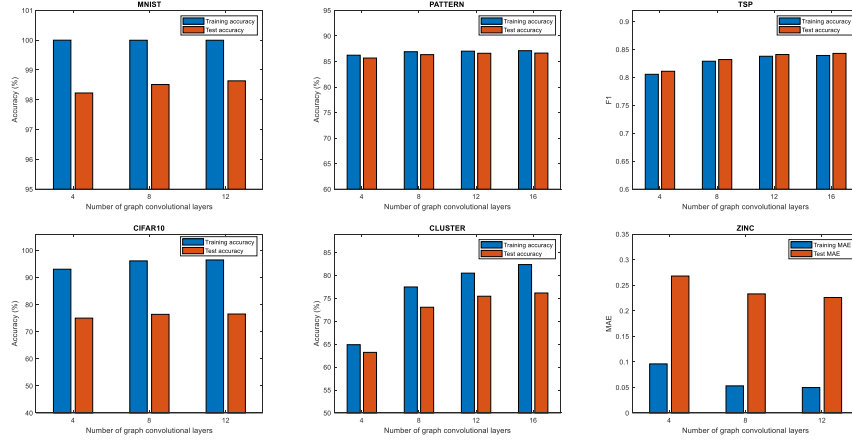 MNIST
101
100
99
98
97
96
95
Accuracy (%)
4
8
12
Number of graph convolutional layers
Training accuracy
Test accuracy
PATTERN
95
90
85
80
75
70
65
60
Accuracy (%)
4
8
12
16
Number of graph convolutional layers
Training accuracy
Test accuracy
TSP
0.9
0.85
0.8
0.75
0.7
0.65
0.6
F1
4
8
12
16
Number of graph convolutional layers
Training accuracy
Test accuracy
CIFAR10
100
90
80
70
60
50
40
Accuracy (%)
4
8
12
Number of graph convolutional layers
Training accuracy
Test accuracy
CLUSTER
85
80
75
70
65
60
55
50
Accuracy (%)
4
8
12
16
Number of graph convolutional layers
Training accuracy
Test accuracy
ZINC
0.35
0.3
0.25
0.2
0.15
0.1
0.05
0
MAE
4
8
12
Number of graph convolutional layers
Training MAE
Test MAE